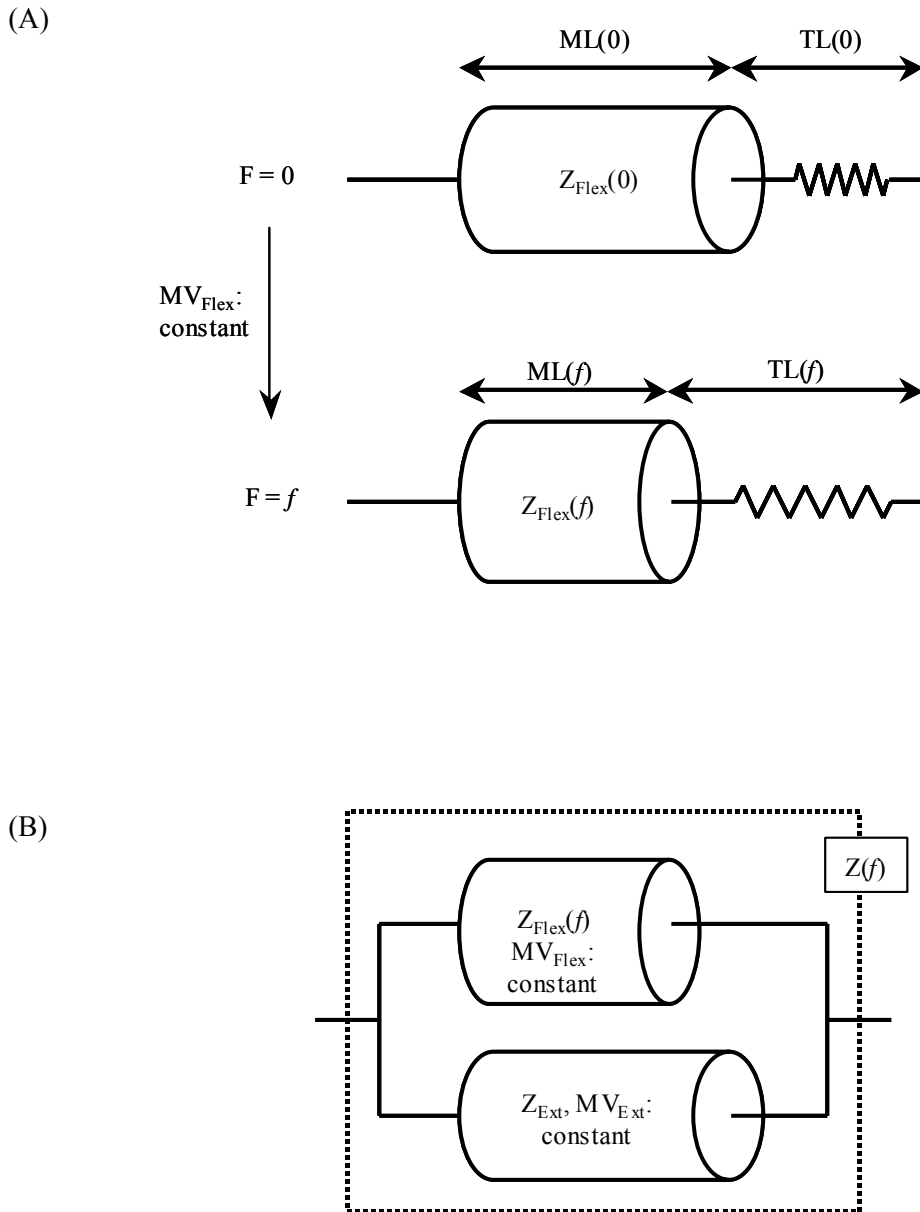 (A)
ML(0) TL(0)
F = 0
Z_Flex(0)
MV_Flex:
constant
ML(f) TL(f)
F = f
Z_Flex(f)
(B)
Z(f)
Z_Flex(f)
MV_Flex:
constant
Z_Ext, MV_Ext:
constant